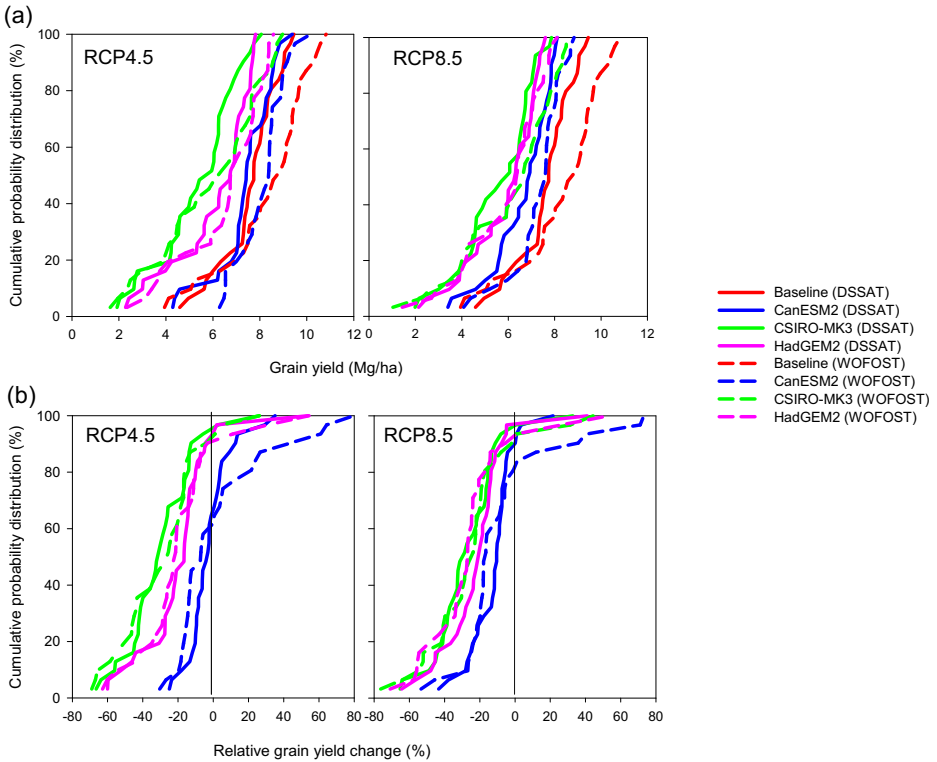 (a)
RCP4.5
RCP8.5
Cumulative probability distribution (%)
100
80
60
40
20
0
0 2 4 6 8 10 12
0 2 4 6 8 10 12
Grain yield (Mg/ha)
Baseline (DSSAT)
CanESM2 (DSSAT)
CSIRO-MK3 (DSSAT)
HadGEM2 (DSSAT)
Baseline (WOFOST)
CanESM2 (WOFOST)
CSIRO-MK3 (WOFOST)
HadGEM2 (WOFOST)
(b)
RCP4.5
RCP8.5
Cumulative probability distribution (%)
100
80
60
40
20
0
-80 -60 -40 -20 0 20 40 60 80
-80 -60 -40 -20 0 20 40 60 80
Relative grain yield change (%)